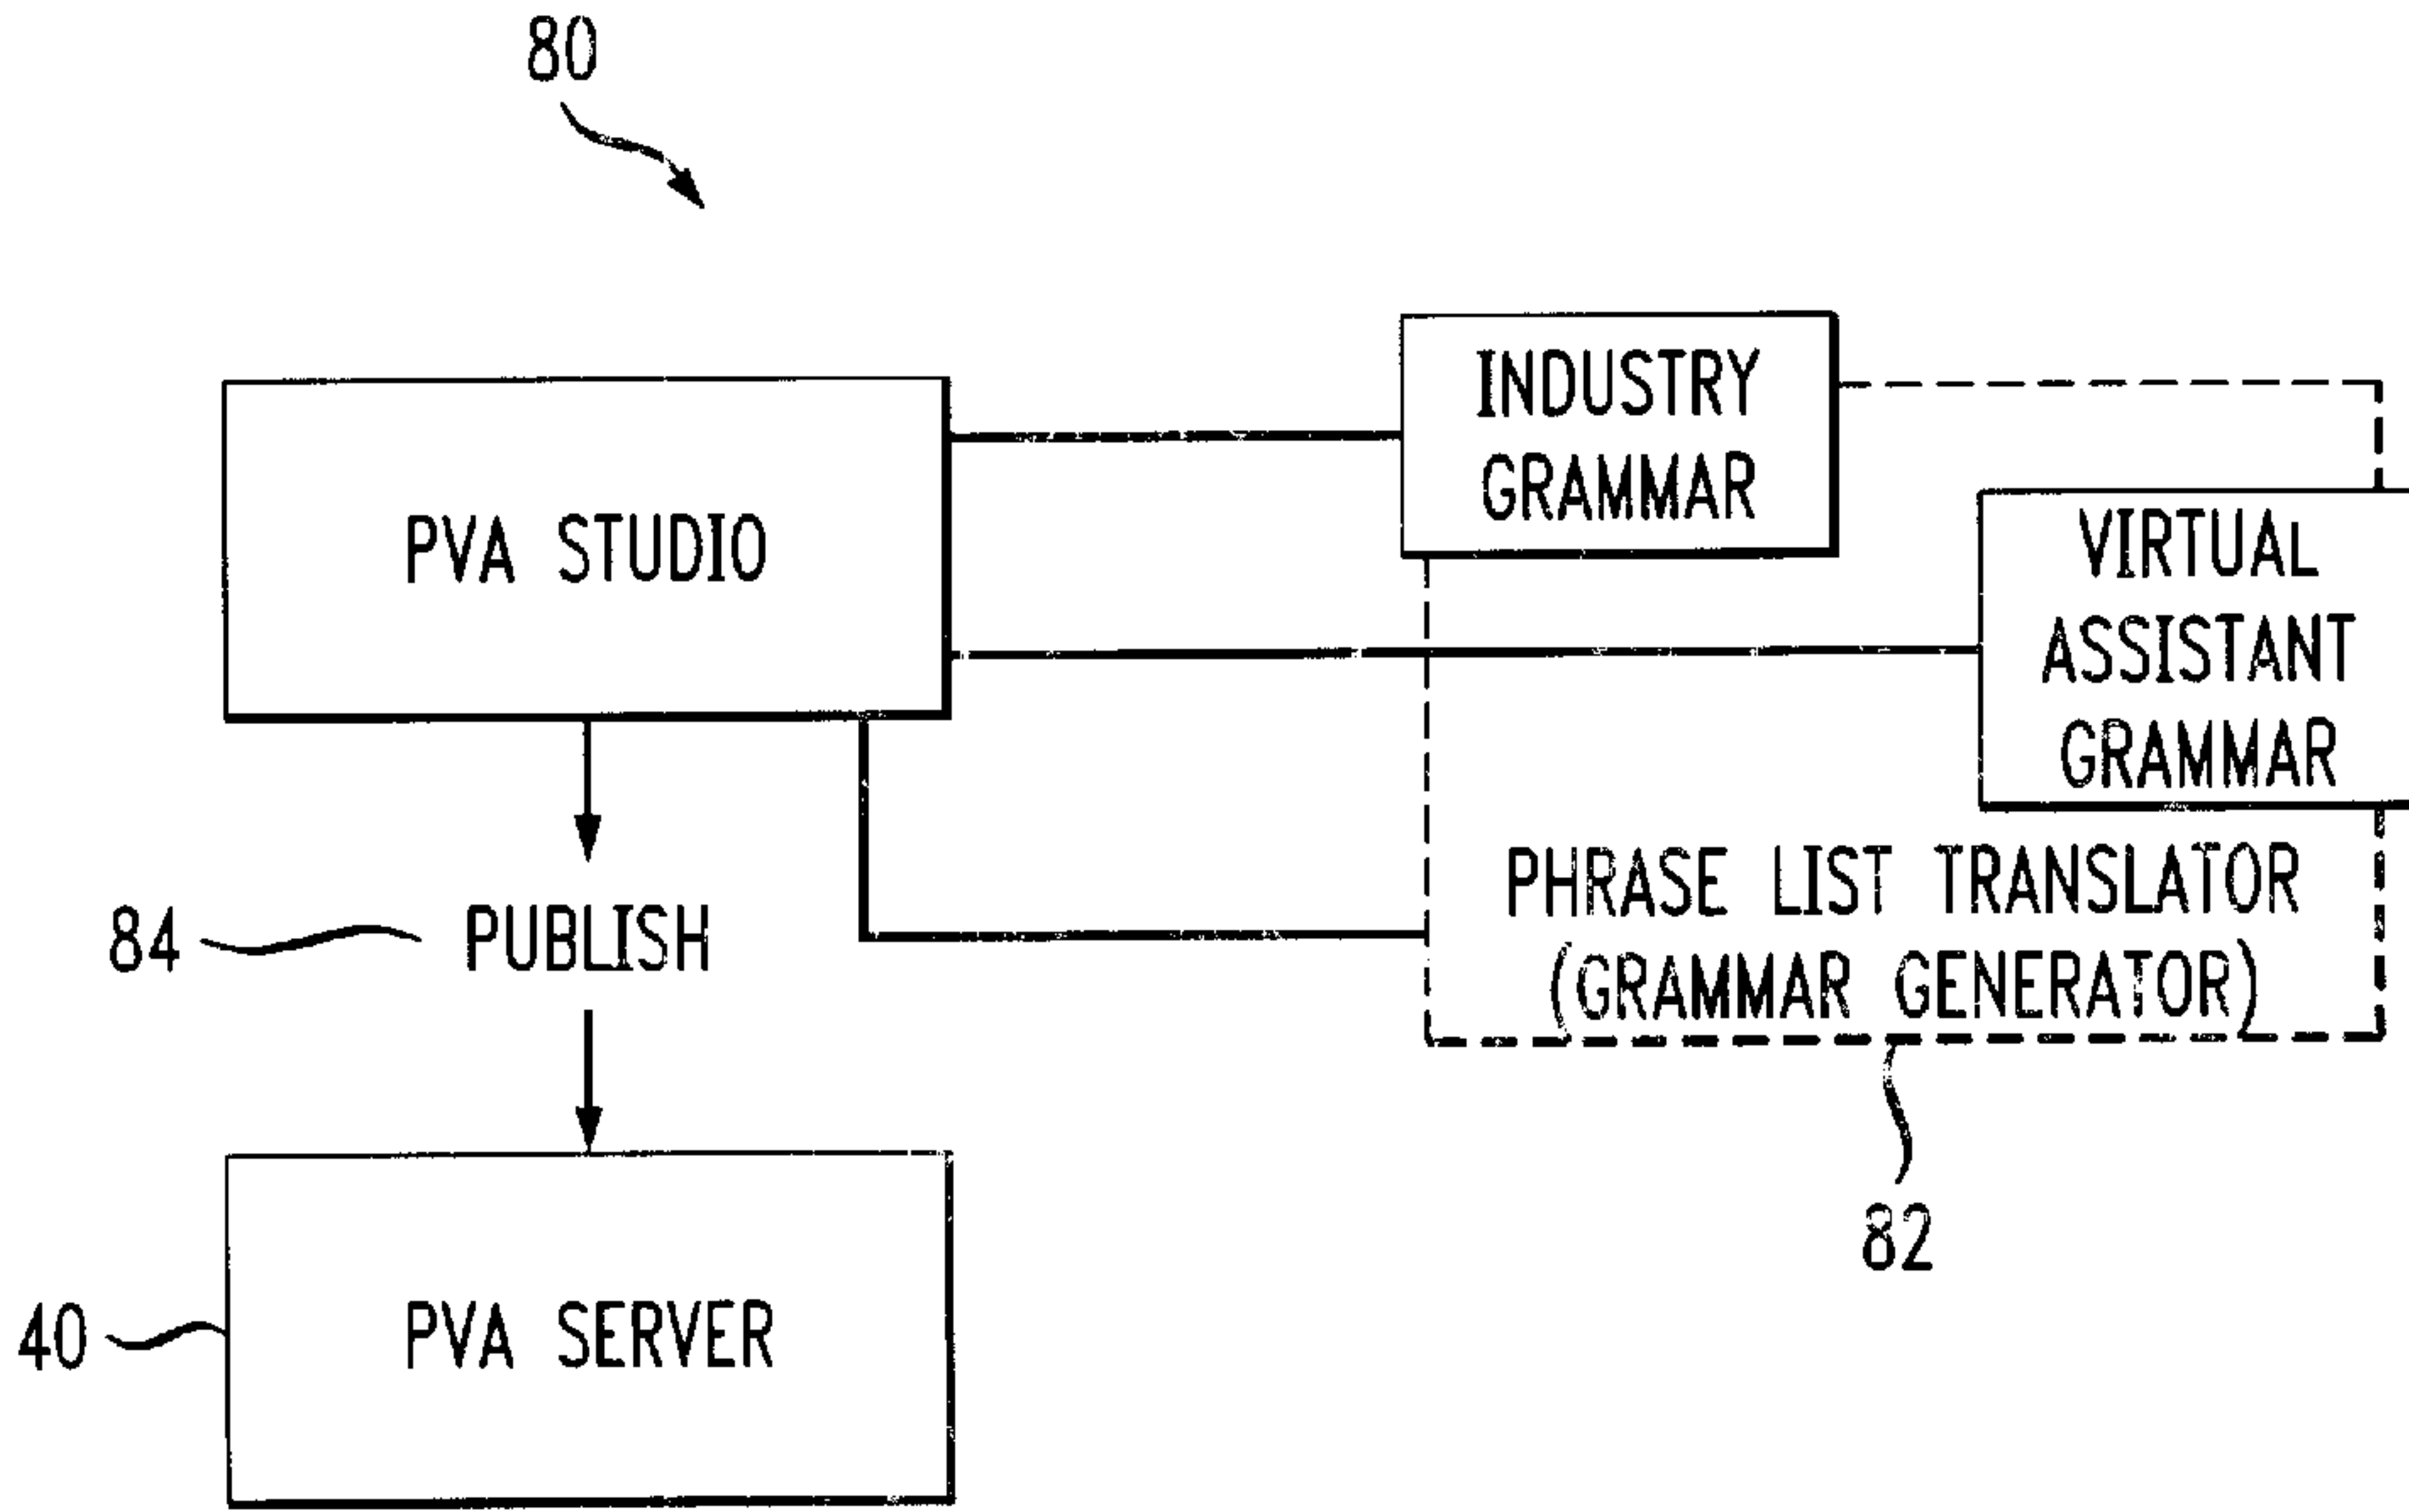 80
INDUSTRY
GRAMMAR
PVA STUDIO
VIRTUAL
ASSISTANT
GRAMMAR
PHRASE LIST TRANSLATOR
(GRAMMAR GENERATOR)
84
PUBLISH
82
40
PVA SERVER